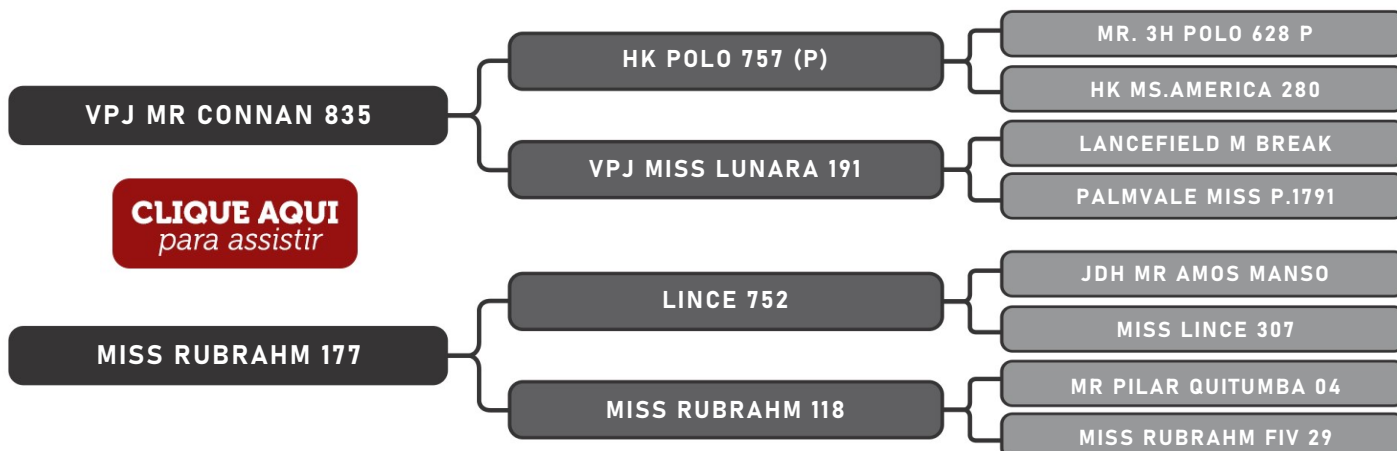 MR. 3H POLO 628 P
HK POLO 757 (P)
HK MS.AMERICA 280
VPJ MR CONNAN 835
LANCEFIELD M BREAK
VPJ MISS LUNARA 191
PALMVALE MISS P.1791
CLIQUE AQUI
para assistir
JDH MR AMOS MANSO
LINCE 752
MISS LINCE 307
MISS RUBRAHM 177
MR PILAR QUITUMBA 04
MISS RUBRAHM 118
MISS RUBRAHM FIV 29